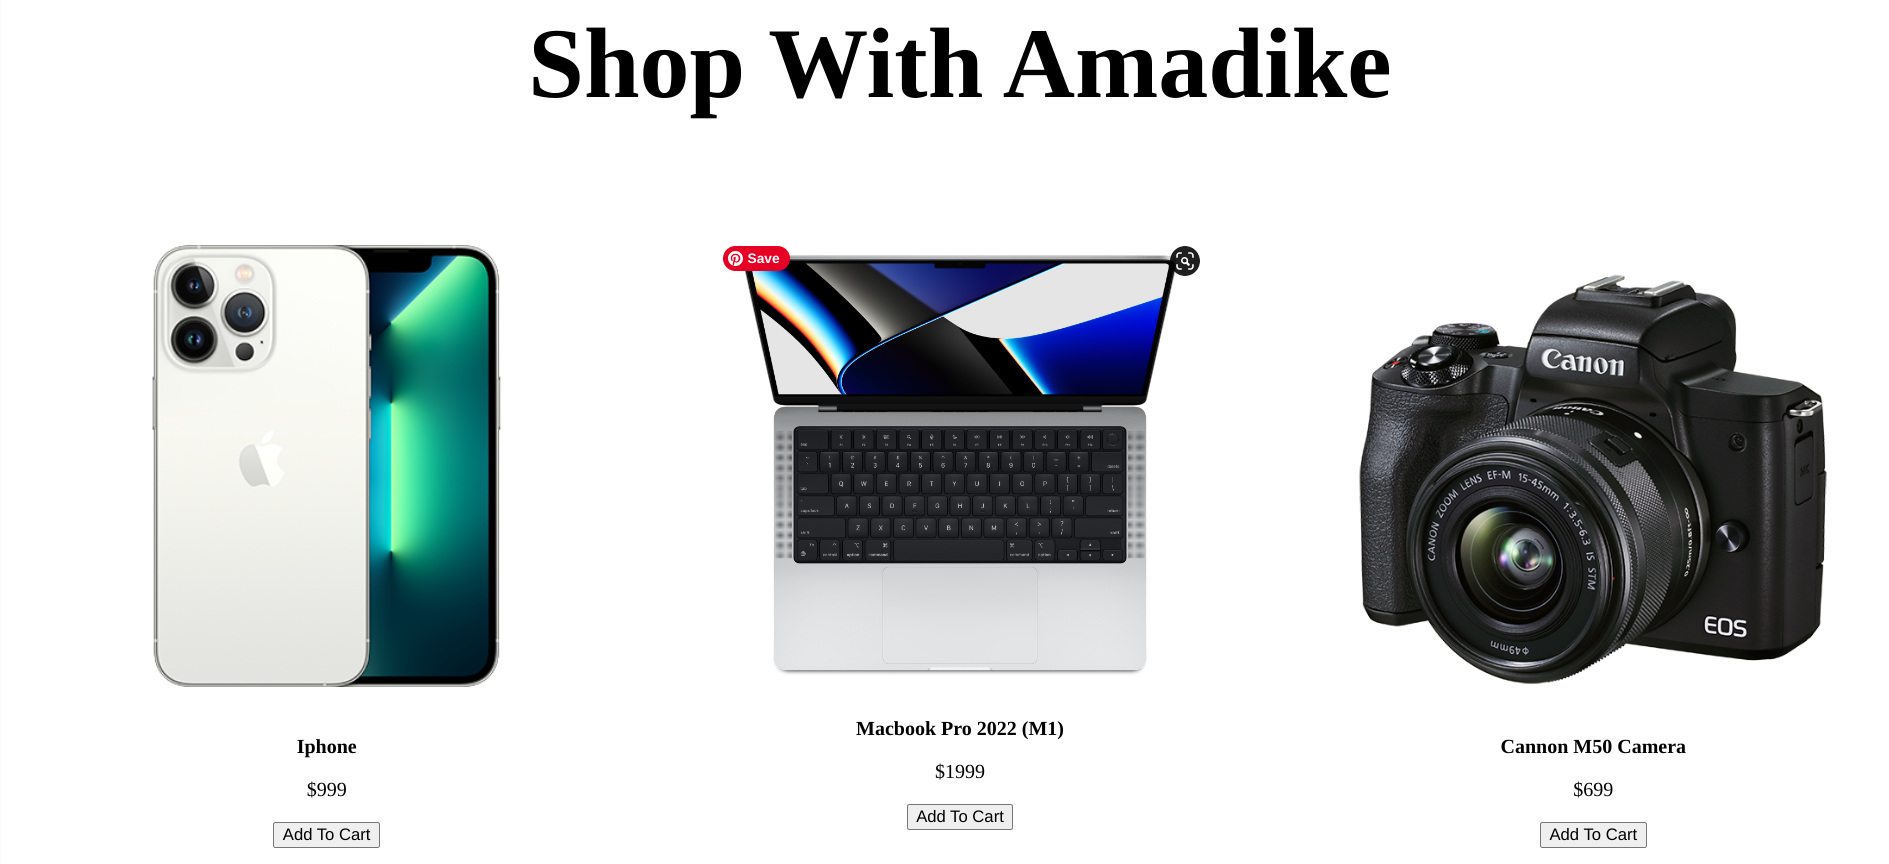 Shop With Amadike
Save
Canon
Canon
CANON ZOOM LENS EF-M 15-45mm 1:3.5-6.3 IS STM
Φ49mm
EOS
Q W E R T Y U I O P
A S D F G H J K L
Z X C V B N M
Iphone
Macbook Pro 2022 (M1)
Cannon M50 Camera
$999
$1999
$699
Add To Cart
Add To Cart
Add To Cart